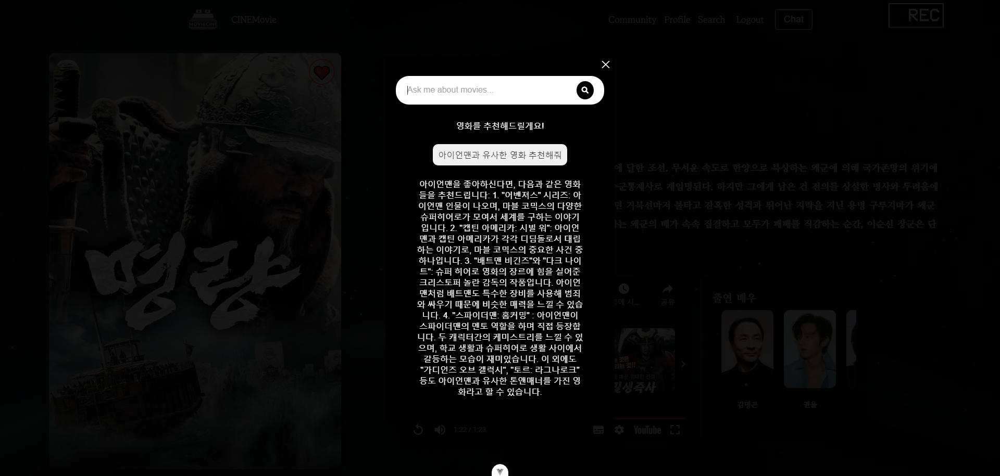 MOVIECINE
CINEMovie
Community Profile Search Logout Chat
REC
Ask me about movies...
영화를 추천해드릴게요!
아이언맨과 유사한 영화 추천해줘
아이언맨을 좋아하신다면, 다음과 같은 영화
들을 추천드립니다: 1. "어벤져스" 시리즈: 아
이언맨 인물이 나오며, 마블 코믹스의 다양한
슈퍼히어로가 모여서 세계를 구하는 이야기
입니다. 2. "캡틴 아메리카: 시빌 워": 아이언
맨과 캡틴 아메리카가 각각 디딤돌로서 대립
하는 이야기로, 마블 코믹스의 중요한 사건 중
하나입니다. 3. "배트맨 비긴즈"와 "다크 나이
트": 슈퍼 히어로 영화의 장르에 힘을 실어준
크리스토퍼 놀란 감독의 작품입니다. 아이언
맨처럼 배트맨도 특수한 장비를 사용해 범죄
와 싸우기 때문에 비슷한 매력을 느낄 수 있습
니다. 4. "스파이더맨: 홈커밍" : 아이언맨이
스파이더맨의 멘토 역할을 하며 직접 등장합
니다. 두 캐릭터간의 케미스트리를 느낄 수 있
으며, 학교 생활과 슈퍼히어로 생활 사이에서
갈등하는 모습이 재미있습니다. 이 외에도
"가디언즈 오브 갤럭시", "토르: 라그나로크"
등도 아이언맨과 유사한 톤앤매너를 가진 영
화라고 할 수 있습니다.
명량
에 달한 조선. 무서운 속도로 한양으로 북상하는 왜군에 의해 국가존망의 위기에
수군통제사로 재임명된다. 하지만 그에게 남은 건 전의를 상실한 병사와 두려움에
던 거북선마저 불타고 잔혹한 성격과 뛰어난 지략을 지닌 용병 구루지마가 왜군
하는 왜군의 배가 속속 집결하고 모두가 패배를 직감하는 순간, 이순신 장군은 단
중에 시... 공유
바꾼 위대한 전쟁
필생즉사
1:22 / 1:23
YouTube
출연 배우
김명곤 권율